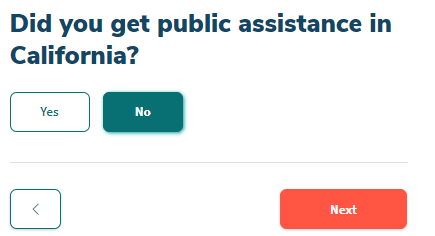 Did you get public assistance in
California?
Yes No
Next